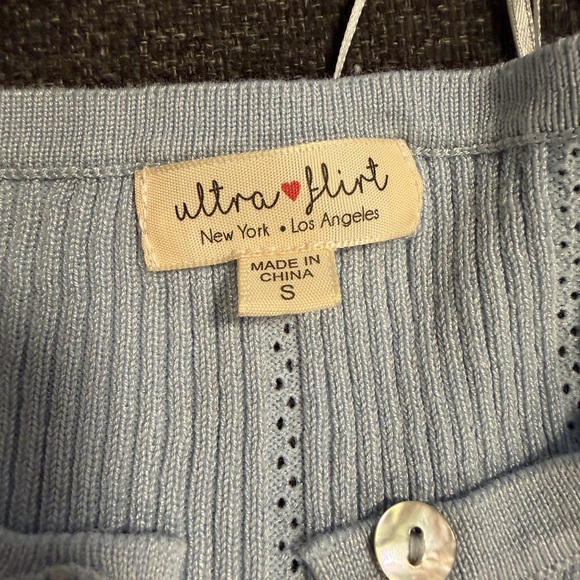 ultra♥flirt
New York • Los Angeles
MADE IN
CHINA
S